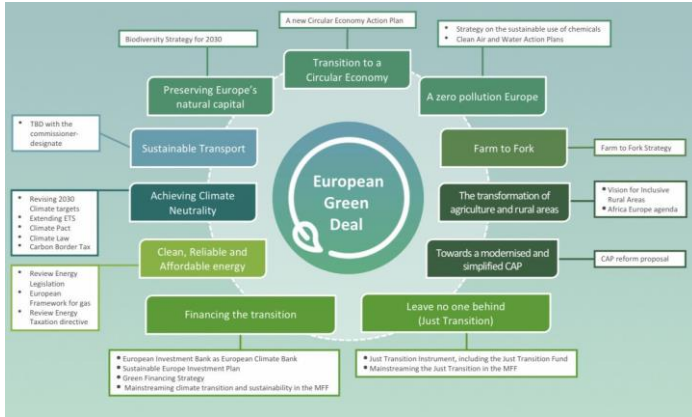 A new Circular Economy Action Plan
Biodiversity Strategy for 2030
• Strategy on the sustainable use of chemicals
• Clean Air and Water Action Plans
Transition to a
Circular Economy
Preserving Europe's
natural capital
A zero pollution Europe
• TBD with the
commissioner-
designate
Sustainable Transport
Farm to Fork
Farm to Fork Strategy
European
Green
Deal
• Revising 2030
Climate targets
• Extending ETS
• Climate Pact
• Climate Law
• Carbon Border Tax
Achieving Climate
Neutrality
The transformation of
agriculture and rural areas
• Vision for Inclusive
Rural Areas
• Africa Europe agenda
Clean, Reliable and
Affordable energy
Towards a modernised and
simplified CAP
CAP reform proposal
• Review Energy
Legislation
• European
Framework for gas
• Review Energy
Taxation directive
Financing the transition
Leave no one behind
(Just Transition)
• European Investment Bank as European Climate Bank
• Sustainable Europe Investment Plan
• Green Financing Strategy
• Mainstreaming climate transition and sustainability in the MFF
• Just Transition Instrument, including the Just Transition Fund
• Mainstreaming the Just Transition in the MFF